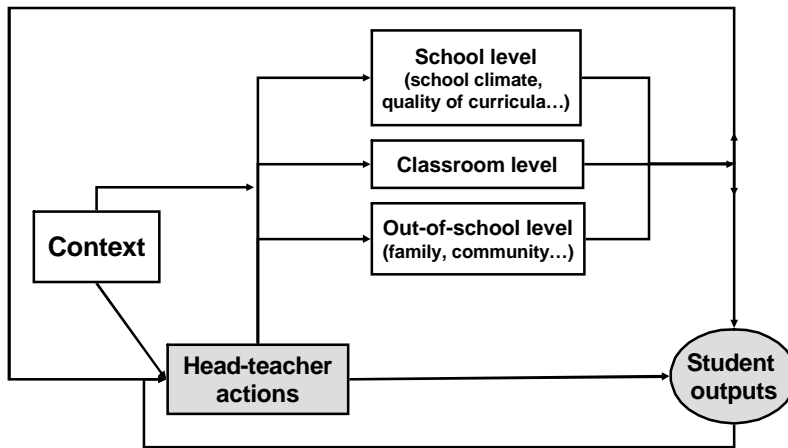 School level
(school climate,
quality of curricula…)
Classroom level
Out-of-school level
(family, community…)
Context
Head-teacher
actions
Student
outputs